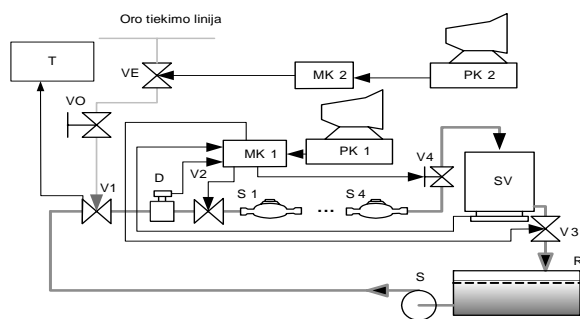 Oro tiekimo linija
T
VE
MK 2
PK 2
VO
MK 1
PK 1
V4
D
V2
V1
S 1
...
S 4
SV
V3
S
R